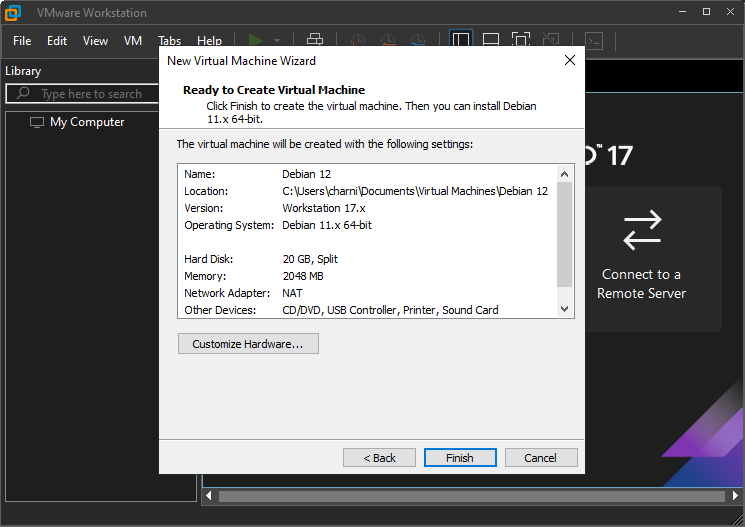 VMware Workstation
File Edit View VM Tabs Help
Library
Type here to search
My Computer
New Virtual Machine Wizard
Ready to Create Virtual Machine
Click Finish to create the virtual machine. Then you can install Debian
11.x 64-bit.
The virtual machine will be created with the following settings:
Name: Debian 12
Location: C:\Users\charni\Documents\Virtual Machines\Debian 12
Version: Workstation 17.x
Operating System: Debian 11.x 64-bit
Hard Disk: 20 GB, Split
Memory: 2048 MB
Network Adapter: NAT
Other Devices: CD/DVD, USB Controller, Printer, Sound Card
Customize Hardware...
< Back Finish Cancel
™ 17
Connect to a
Remote Server